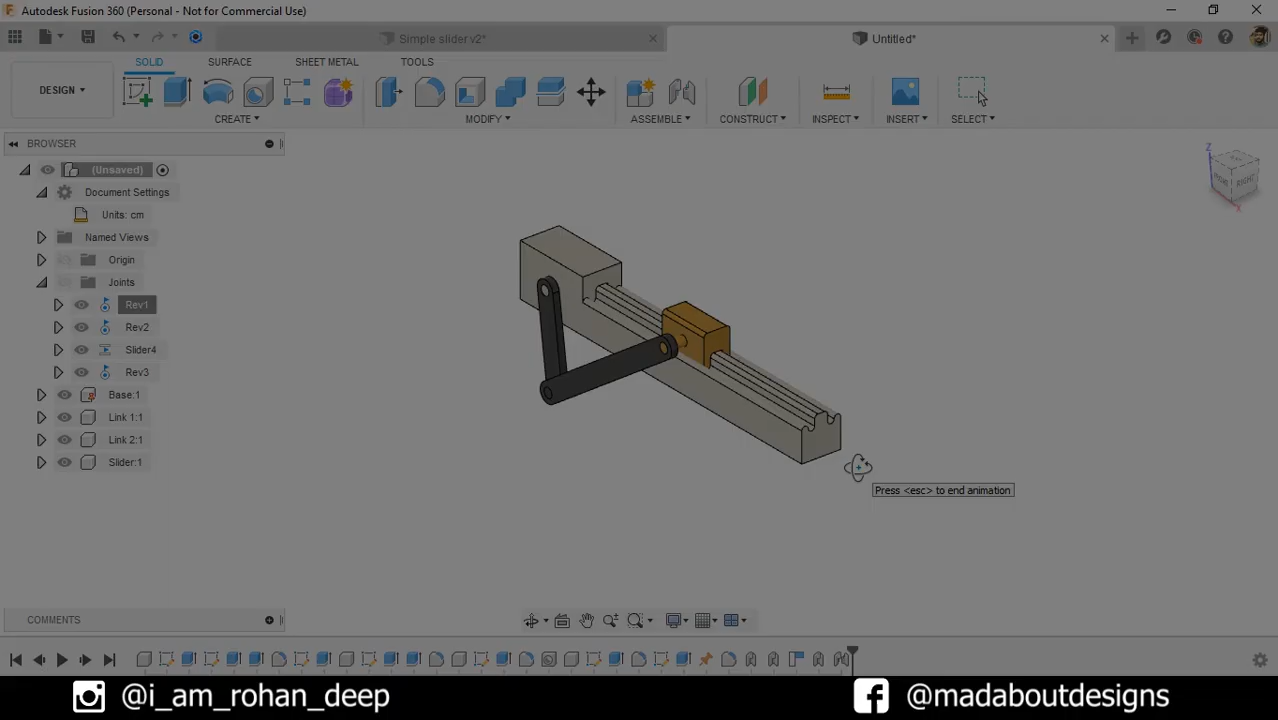 Autodesk Fusion 360 (Personal - Not for Commercial Use)
Simple slider v2*
Untitled*
SOLID
SURFACE
SHEET METAL
TOOLS
DESIGN
CREATE
MODIFY
ASSEMBLE
CONSTRUCT
INSPECT
INSERT
SELECT
BROWSER
(Unsaved)
Document Settings
Units: cm
Named Views
Origin
Joints
Rev1
Rev2
Slider4
Rev3
Base:1
Link 1:1
Link 2:1
Slider:1
Z
RIGHT
X
Press <esc> to end animation
COMMENTS
@i_am_rohan_deep
@madaboutdesigns